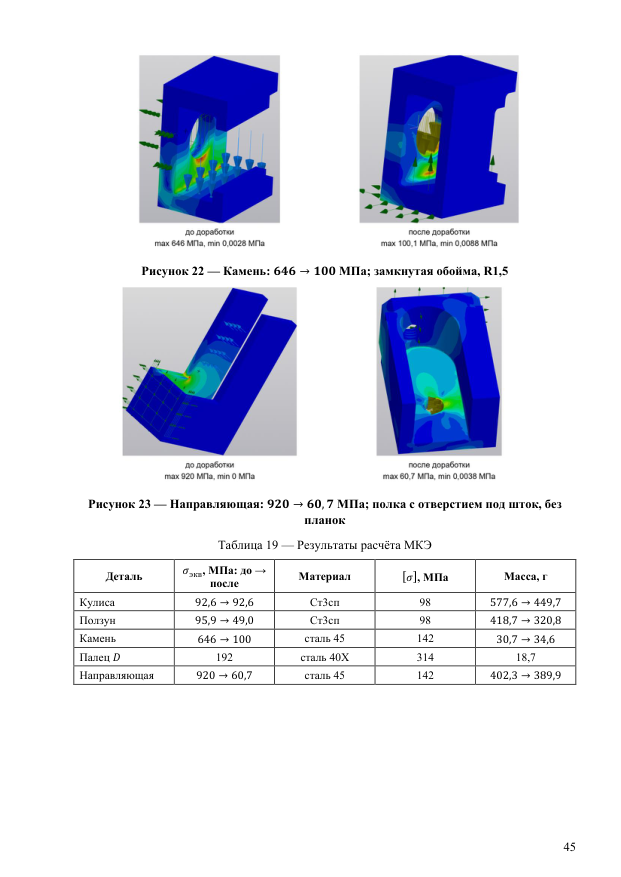 до доработки
max 646 МПа, min 0,0028 МПа
после доработки
max 100,1 МПа, min 0,0088 МПа
Рисунок 22 — Камень: 646 → 100 МПа; замкнутая обойма, R1,5
до доработки
max 920 МПа, min 0 МПа
после доработки
max 60,7 МПа, min 0,0038 МПа
Рисунок 23 — Направляющая: 920 → 60,7 МПа; полка с отверстием под шток, без
планок
Таблица 19 — Результаты расчёта МКЭ
Деталь | σэкв, МПа: до → после | Материал | [σ], МПа | Масса, г
Кулиса | 92,6 → 92,6 | Ст3сп | 98 | 577,6 → 449,7
Ползун | 95,9 → 49,0 | Ст3сп | 98 | 418,7 → 320,8
Камень | 646 → 100 | сталь 45 | 142 | 30,7 → 34,6
Палец D | 192 | сталь 40Х | 314 | 18,7
Направляющая | 920 → 60,7 | сталь 45 | 142 | 402,3 → 389,9
45